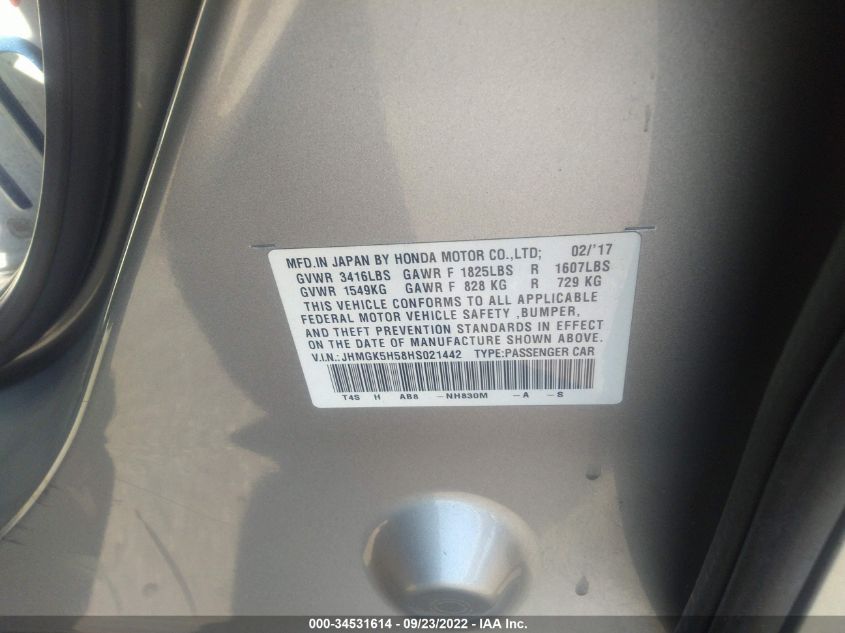 MFD.IN JAPAN BY HONDA MOTOR CO.,LTD; 02/'17
GVWR 3416LBS GAWR F 1825LBS R 1607LBS
GVWR 1549KG GAWR F 828 KG R 729 KG
THIS VEHICLE CONFORMS TO ALL APPLICABLE
FEDERAL MOTOR VEHICLE SAFETY ,BUMPER,
AND THEFT PREVENTION STANDARDS IN EFFECT
ON THE DATE OF MANUFACTURE SHOWN ABOVE.
V.I.N.:JHMGK5H58HS021442 TYPE:PASSENGER CAR
T4S H AB8 -NH830M -A -S
000-34531614 - 09/23/2022 - IAA Inc.